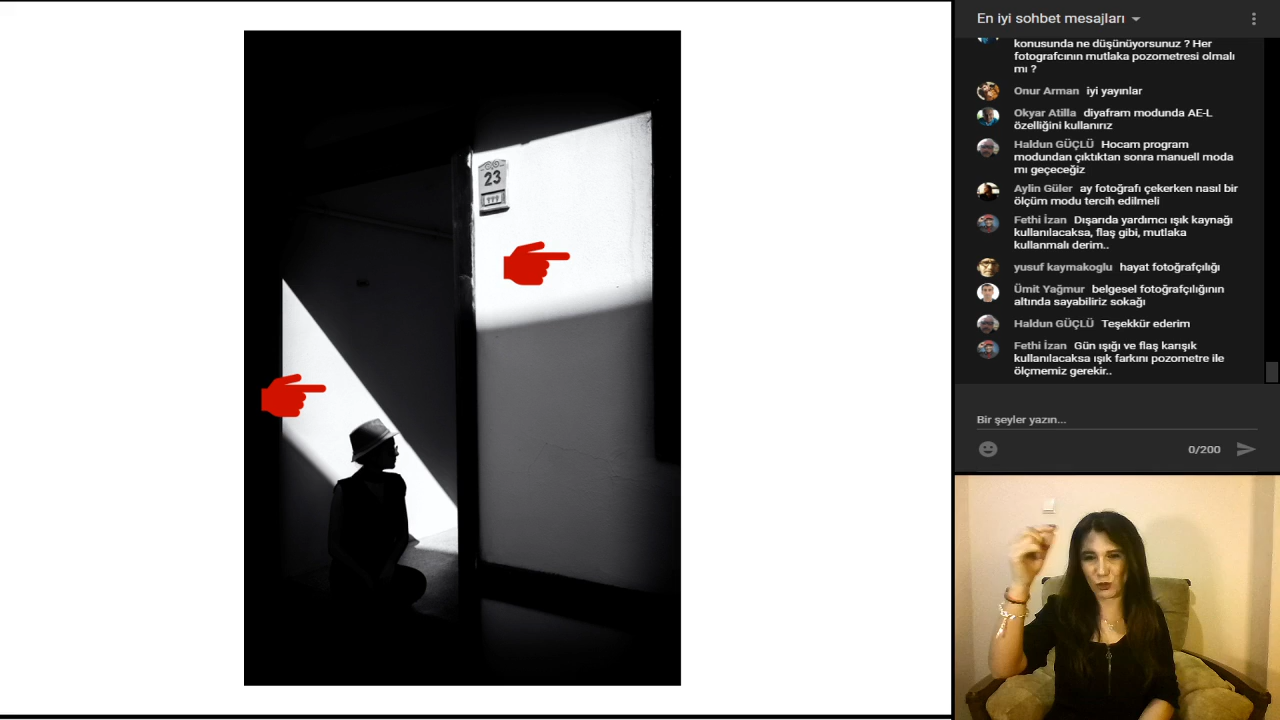 23
En iyi sohbet mesajları
konusunda ne düşünüyorsunuz ? Her
fotografcının mutlaka pozometresi olmalı
mı ?
Onur Arman iyi yayınlar
Okyar Atilla diyafram modunda AE-L
özelliğini kullanırız
Haldun GÜÇLÜ Hocam program
modundan çıktıktan sonra manuell moda
mı geçeceğiz
Aylin Güler ay fotoğrafı çekerken nasıl bir
ölçüm modu tercih edilmeli
Fethi İzan Dışarıda yardımcı ışık kaynağı
kullanılacaksa, flaş gibi, mutlaka
kullanmalı derim..
yusuf kaymakoglu hayat fotoğrafçılığı
Ümit Yağmur belgesel fotoğrafçılığının
altında sayabiliriz sokağı
Haldun GÜÇLÜ Teşekkür ederim
Fethi İzan Gün ışığı ve flaş karışık
kullanılacaksa ışık farkını pozometre ile
ölçmemiz gerekir..
Bir şeyler yazın...
0/200